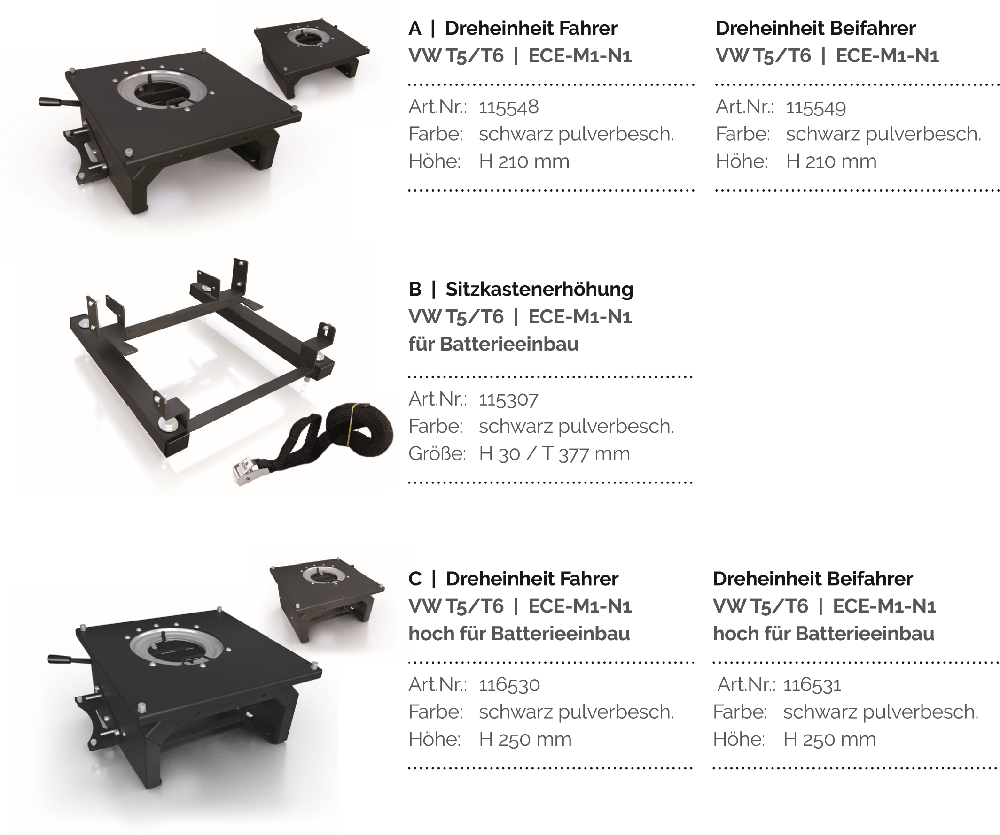 A | Dreheinheit Fahrer
VW T5/T6 | ECE-M1-N1
Art.Nr.: 115548
Farbe: schwarz pulverbesch.
Höhe: H 210 mm
Dreheinheit Beifahrer
VW T5/T6 | ECE-M1-N1
Art.Nr.: 115549
Farbe: schwarz pulverbesch.
Höhe: H 210 mm
B | Sitzkastenerhöhung
VW T5/T6 | ECE-M1-N1
für Batterieeinbau
Art.Nr.: 115307
Farbe: schwarz pulverbesch.
Größe: H 30 / T 377 mm
C | Dreheinheit Fahrer
VW T5/T6 | ECE-M1-N1
hoch für Batterieeinbau
Art.Nr.: 116530
Farbe: schwarz pulverbesch.
Höhe: H 250 mm
Dreheinheit Beifahrer
VW T5/T6 | ECE-M1-N1
hoch für Batterieeinbau
Art.Nr.: 116531
Farbe: schwarz pulverbesch.
Höhe: H 250 mm